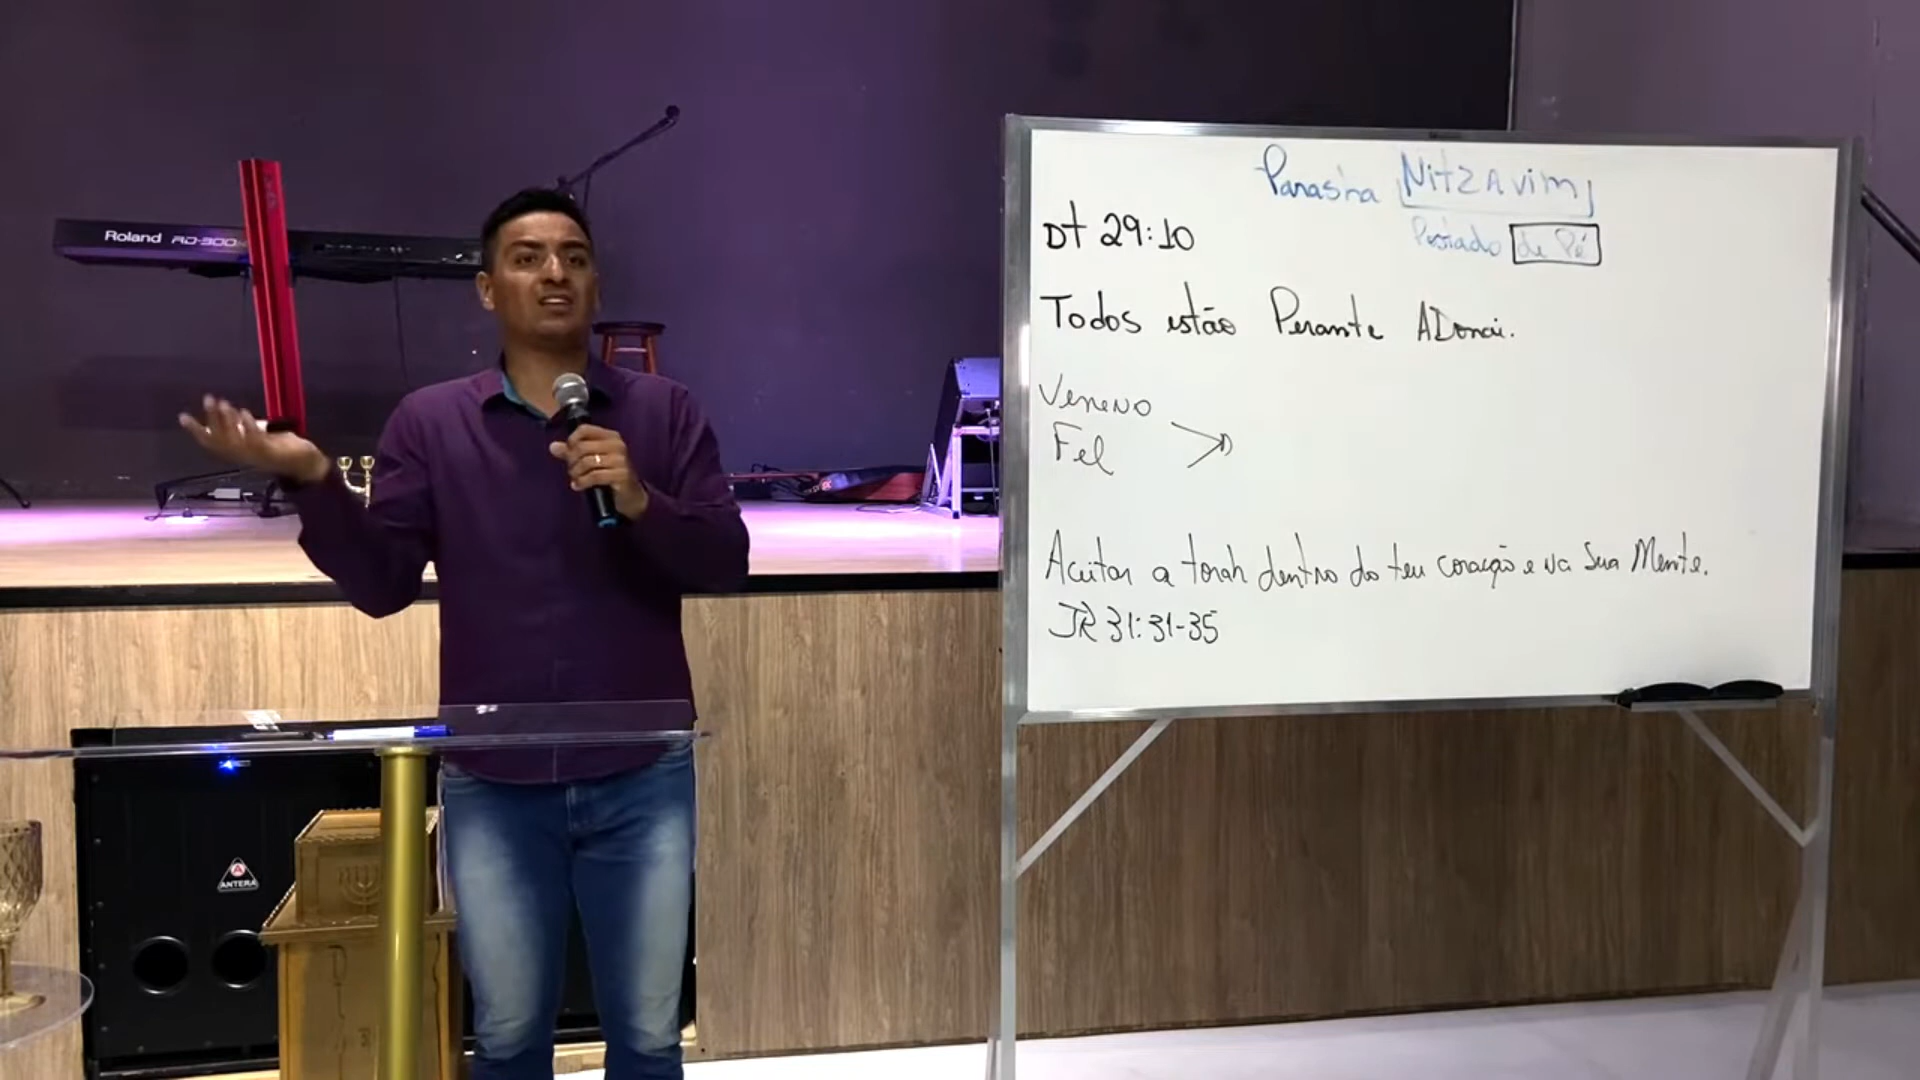 Parasha Nitzavim
Dt 29:10
Postado de Pé
Todos estão Perante ADonai.
Veneno
Fel
Aceitar a torah dentro do teu coração e na Sua Mente.
JR 31:31-35
Roland RD-300
ANTERA